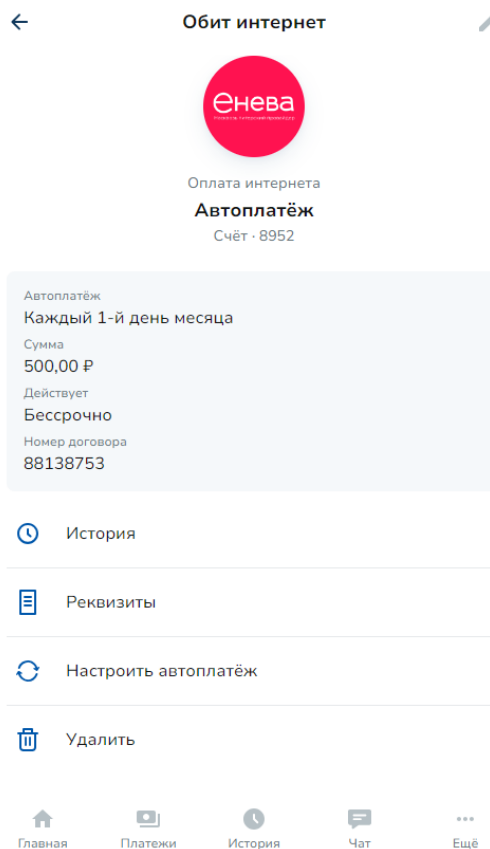 Обит интернет
енева
Оплата интернета
Автоплатёж
Счёт · 8952
Автоплатёж
Каждый 1-й день месяца
Сумма
500,00 ₽
Действует
Бессрочно
Номер договора
88138753
История
Реквизиты
Настроить автоплатёж
Удалить
Главная
Платежи
История
Чат
Ещё